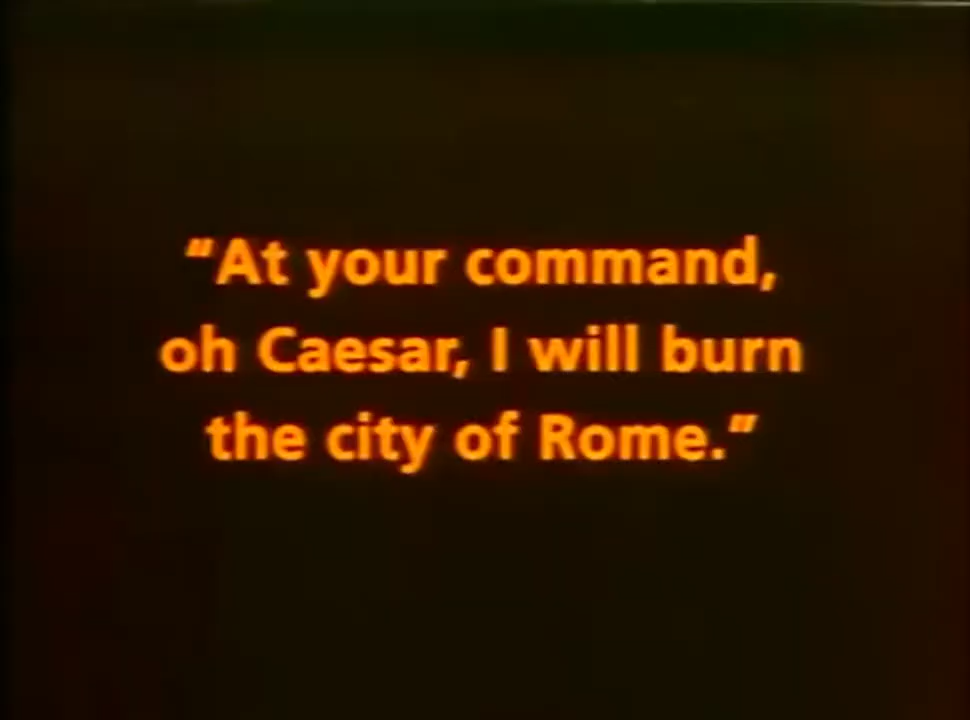 “At your command,
oh Caesar, I will burn
the city of Rome.”